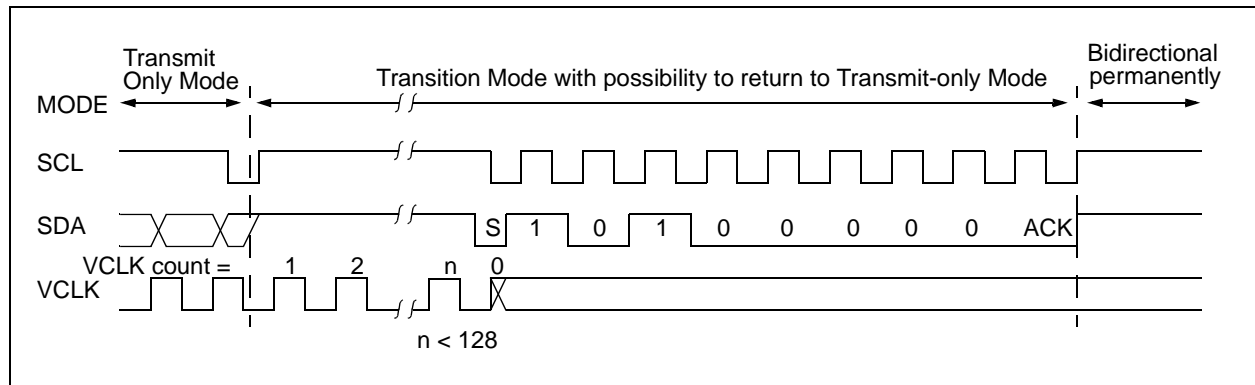 Transmit
Only Mode
Transition Mode with possibility to return to Transmit-only Mode
Bidirectional
permanently
MODE
SCL
SDA
S 1 0 1 0 0 0 0 0 ACK
VCLK count = 1 2 n 0
VCLK
n < 128